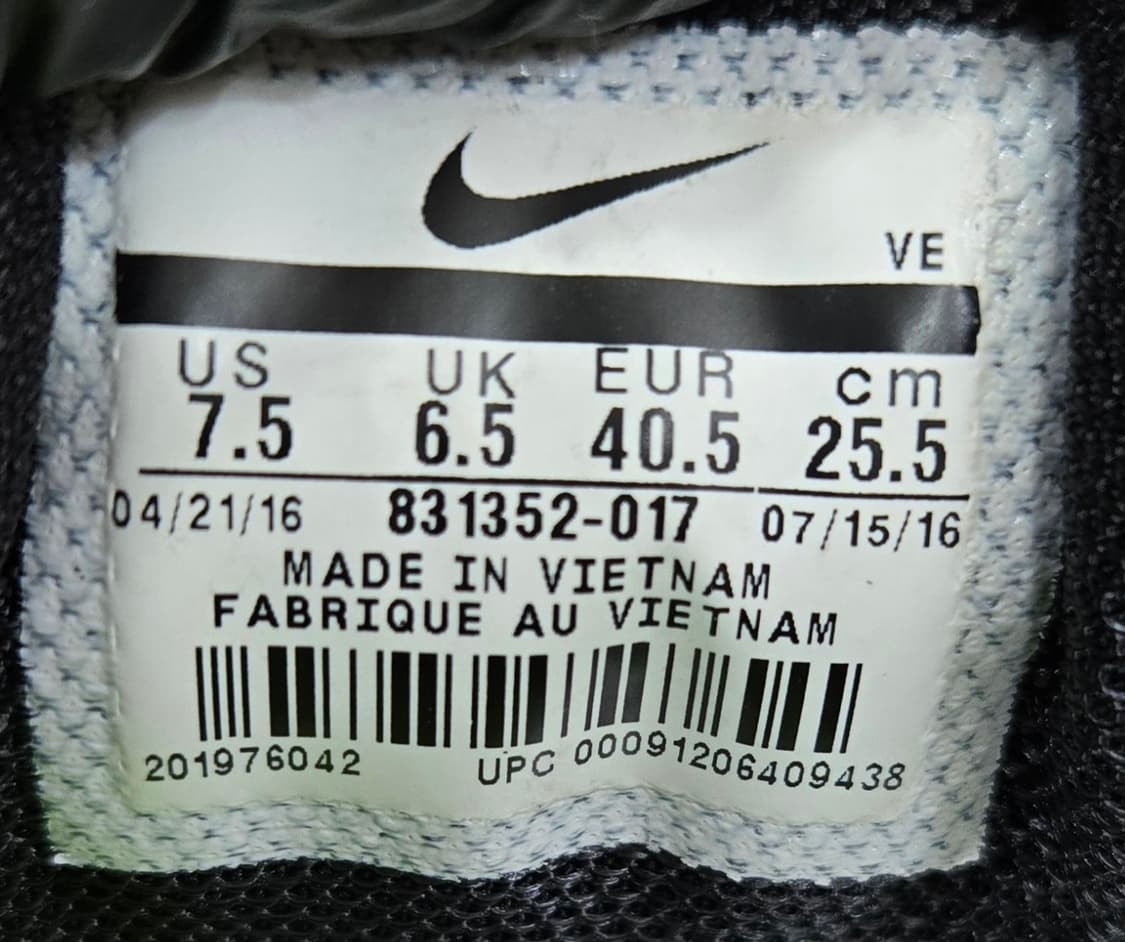 VE
US UK EUR cm
7.5 6.5 40.5 25.5
04/21/16 831352-017 07/15/16
MADE IN VIETNAM
FABRIQUE AU VIETNAM
201976042 UPC 00091206409438